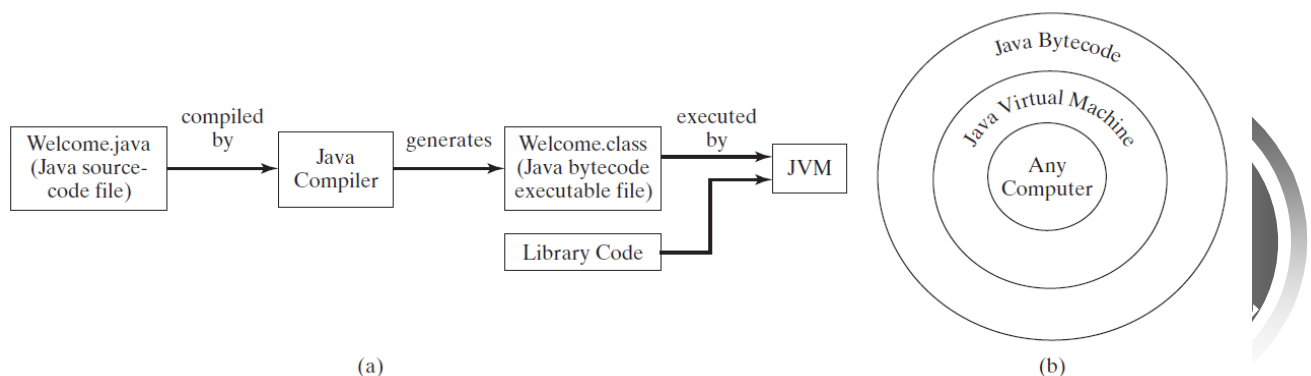 Welcome.java
(Java source-
code file)
compiled
by
Java
Compiler
generates
Welcome.class
(Java bytecode
executable file)
executed
by
JVM
Library Code
(a)
Java Bytecode
Java Virtual Machine
Any
Computer
(b)